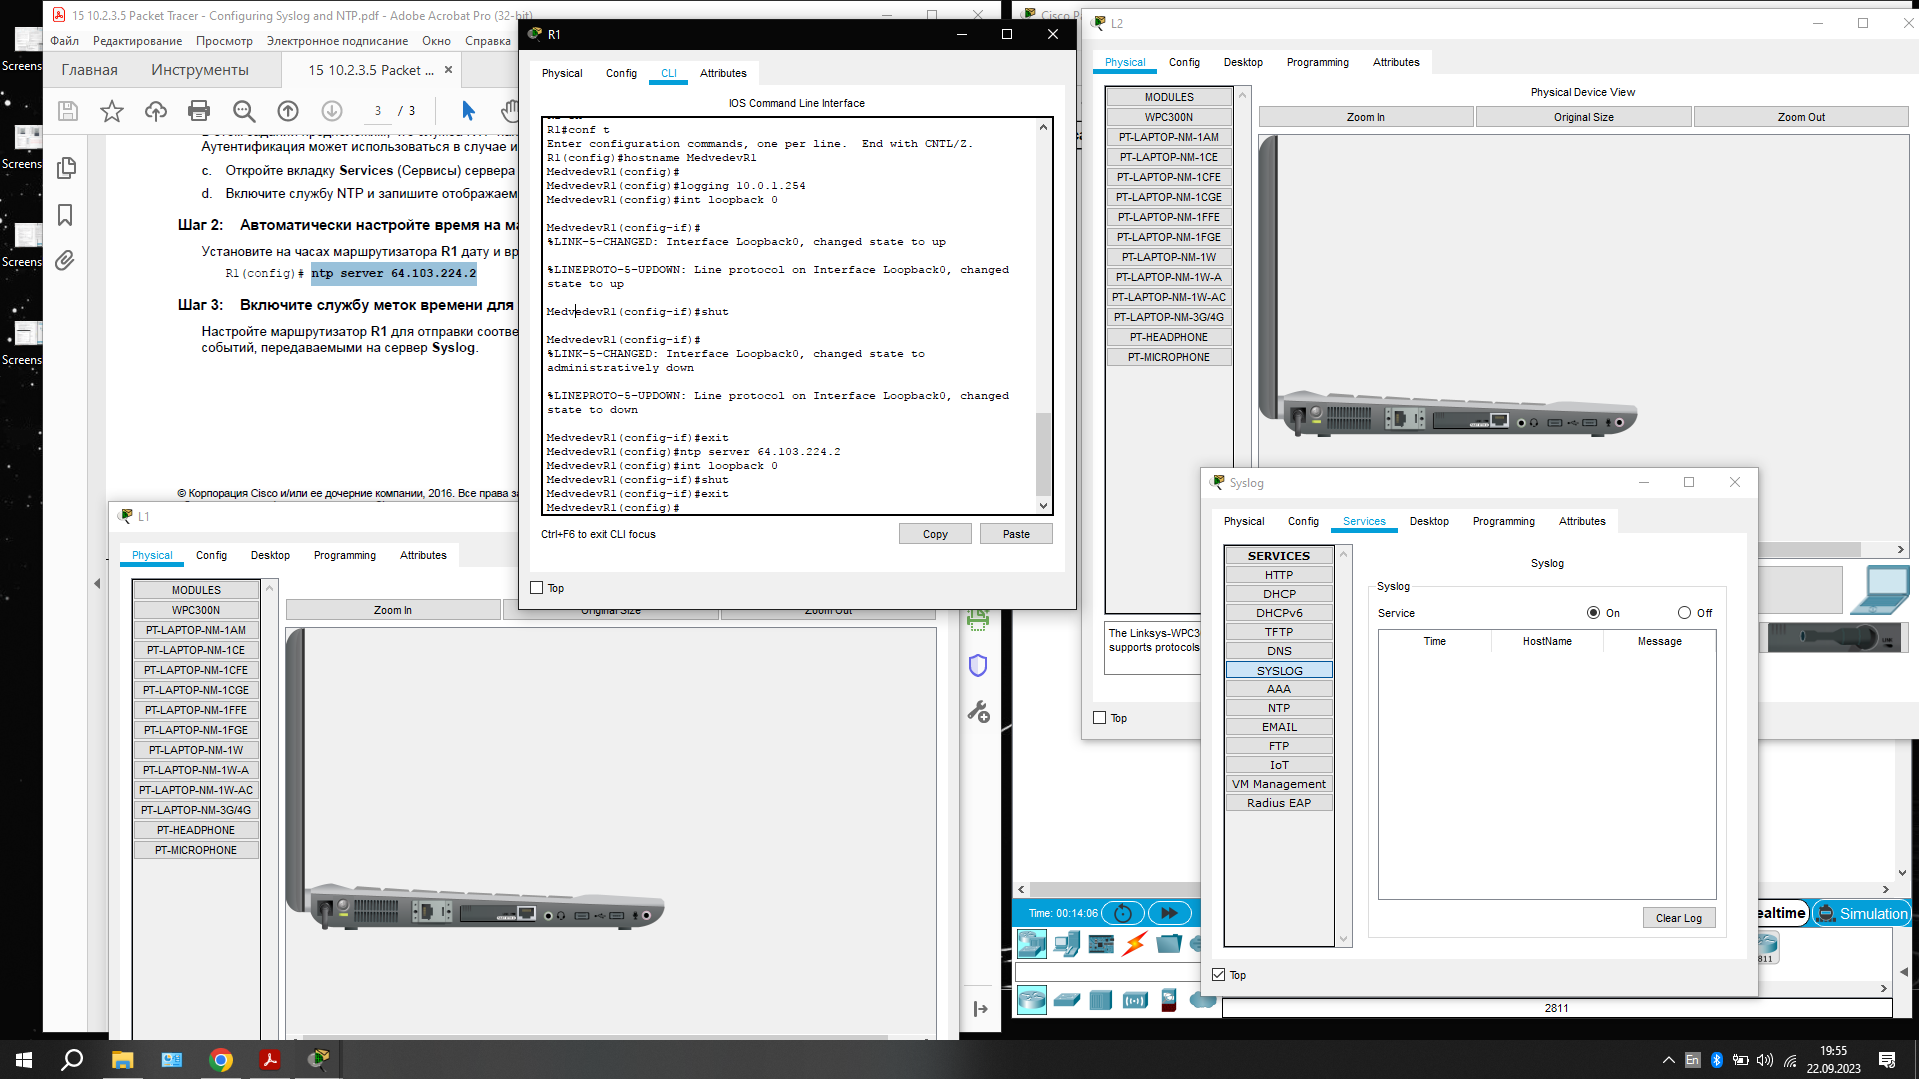 15 10.2.3.5 Packet Tracer - Configuring Syslog and NTP.pdf - Adobe Acrobat Pro (32-bit)
Файл Редактирование Просмотр Электронное подписание Окно Справка
Главная Инструменты 15 10.2.3.5 Packet ... ×
3 / 3
Аутентификация может использоваться в случае и
c. Откройте вкладку Services (Сервисы) сервера
d. Включите службу NTP и запишите отображаем
Шаг 2: Автоматически настройте время на ма
Установите на часах маршрутизатора R1 дату и вр
R1(config)# ntp server 64.103.224.2
Шаг 3: Включите службу меток времени для
Настройте маршрутизатор R1 для отправки соотве
событий, передаваемыми на сервер Syslog.
© Корпорация Cisco и/или ее дочерние компании, 2016. Все права за
Screens
Screens
Screens
Screens
R1
Physical Config CLI Attributes
IOS Command Line Interface
R1#conf t
Enter configuration commands, one per line. End with CNTL/Z.
R1(config)#hostname MedvedevR1
MedvedevR1(config)#
MedvedevR1(config)#logging 10.0.1.254
MedvedevR1(config)#int loopback 0
MedvedevR1(config-if)#
%LINK-5-CHANGED: Interface Loopback0, changed state to up
%LINEPROTO-5-UPDOWN: Line protocol on Interface Loopback0, changed
state to up
MedvedevR1(config-if)#shut
MedvedevR1(config-if)#
%LINK-5-CHANGED: Interface Loopback0, changed state to
administratively down
%LINEPROTO-5-UPDOWN: Line protocol on Interface Loopback0, changed
state to down
MedvedevR1(config-if)#exit
MedvedevR1(config)#ntp server 64.103.224.2
MedvedevR1(config)#int loopback 0
MedvedevR1(config-if)#shut
MedvedevR1(config-if)#exit
MedvedevR1(config)#
Ctrl+F6 to exit CLI focus Copy Paste
Top
L1
Physical Config Desktop Programming Attributes
MODULES
WPC300N
PT-LAPTOP-NM-1AM
PT-LAPTOP-NM-1CE
PT-LAPTOP-NM-1CFE
PT-LAPTOP-NM-1CGE
PT-LAPTOP-NM-1FFE
PT-LAPTOP-NM-1FGE
PT-LAPTOP-NM-1W
PT-LAPTOP-NM-1W-A
PT-LAPTOP-NM-1W-AC
PT-LAPTOP-NM-3G/4G
PT-HEADPHONE
PT-MICROPHONE
Zoom In Original Size Zoom Out
Cisco P
L2
Physical Config Desktop Programming Attributes
MODULES
WPC300N
PT-LAPTOP-NM-1AM
PT-LAPTOP-NM-1CE
PT-LAPTOP-NM-1CFE
PT-LAPTOP-NM-1CGE
PT-LAPTOP-NM-1FFE
PT-LAPTOP-NM-1FGE
PT-LAPTOP-NM-1W
PT-LAPTOP-NM-1W-A
PT-LAPTOP-NM-1W-AC
PT-LAPTOP-NM-3G/4G
PT-HEADPHONE
PT-MICROPHONE
Physical Device View
Zoom In Original Size Zoom Out
The Linksys-WPC3
supports protocols
Top
Syslog
Physical Config Services Desktop Programming Attributes
SERVICES
HTTP
DHCP
DHCPv6
TFTP
DNS
SYSLOG
AAA
NTP
EMAIL
FTP
IoT
VM Management
Radius EAP
Syslog
Syslog
Service On Off
Time HostName Message
Clear Log
Top
Time: 00:14:06
ealtime Simulation
811
2811
En
19:55
22.09.2023